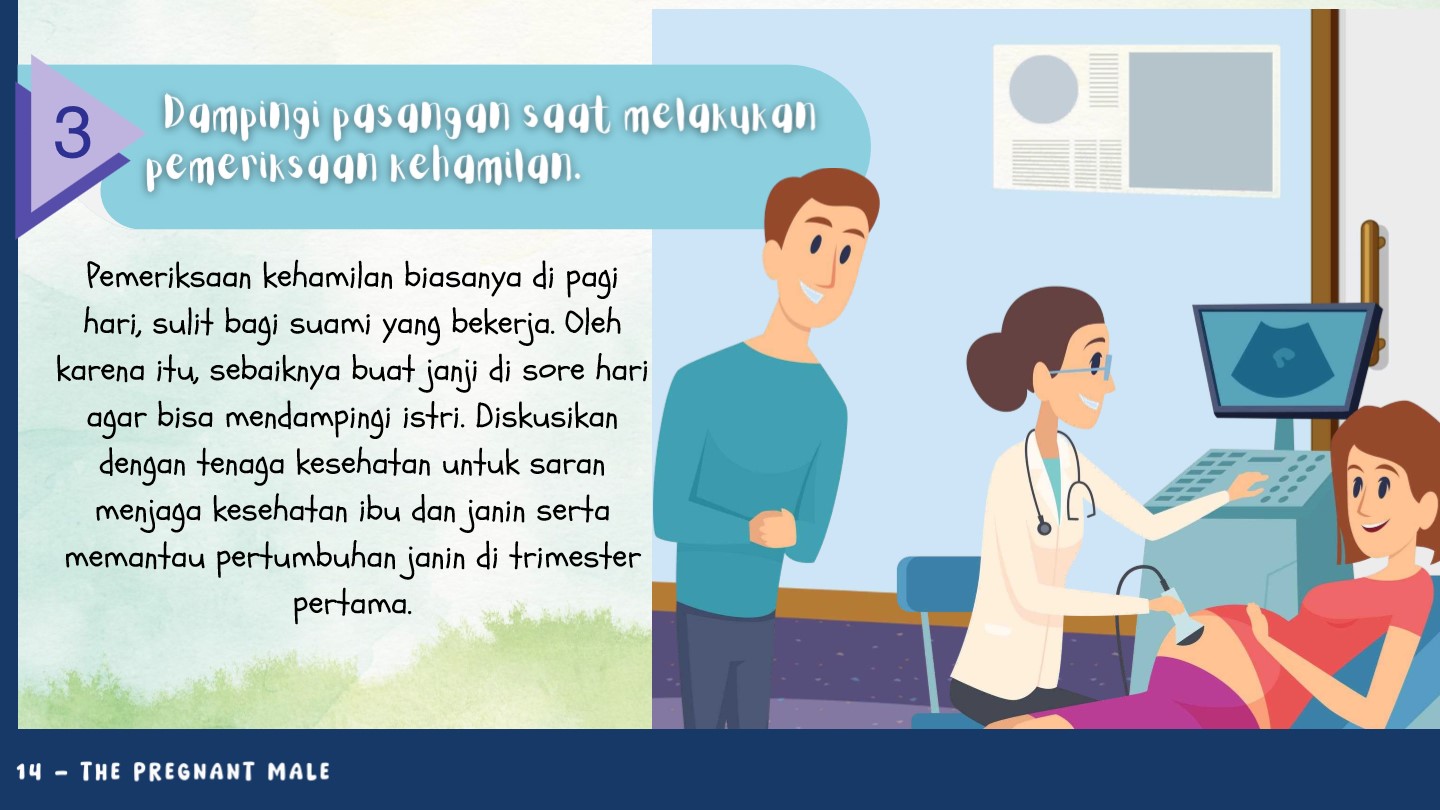 3
Dampingi pasangan saat melakukan
pemeriksaan kehamilan.
Pemeriksaan kehamilan biasanya di pagi
hari, sulit bagi suami yang bekerja. Oleh
karena itu, sebaiknya buat janji di sore hari
agar bisa mendampingi istri. Diskusikan
dengan tenaga kesehatan untuk saran
menjaga kesehatan ibu dan janin serta
memantau pertumbuhan janin di trimester
pertama.
14 - THE PREGNANT MALE